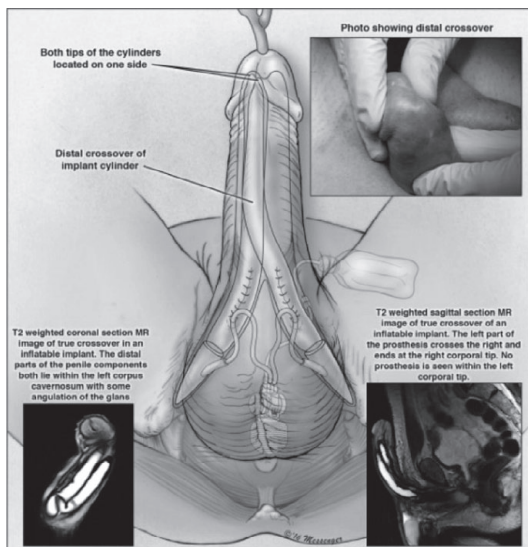 Photo showing distal crossover
Both tips of the cylinders
located on one side
Distal crossover of
implant cylinder
T2 weighted coronal section MR
image of true crossover in an
inflatable implant. The distal
parts of the penile components
both lie within the left corpus
cavernosum with some
angulation of the glans
T2 weighted sagittal section MR
image of true crossover of an
inflatable implant. The left part of
the prosthesis crosses the right and
ends at the right corporal tip. No
prosthesis is seen within the left
corporal tip.
Messenger